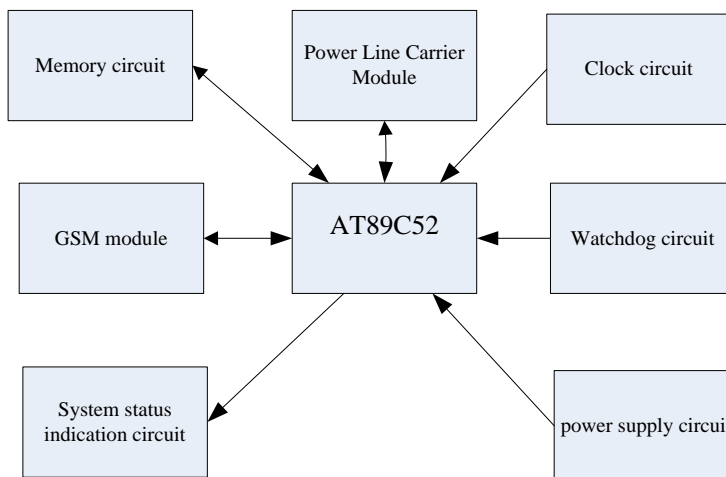 Memory circuit
Power Line Carrier
Module
Clock circuit
GSM module
AT89C52
Watchdog circuit
System status
indication circuit
power supply circuit